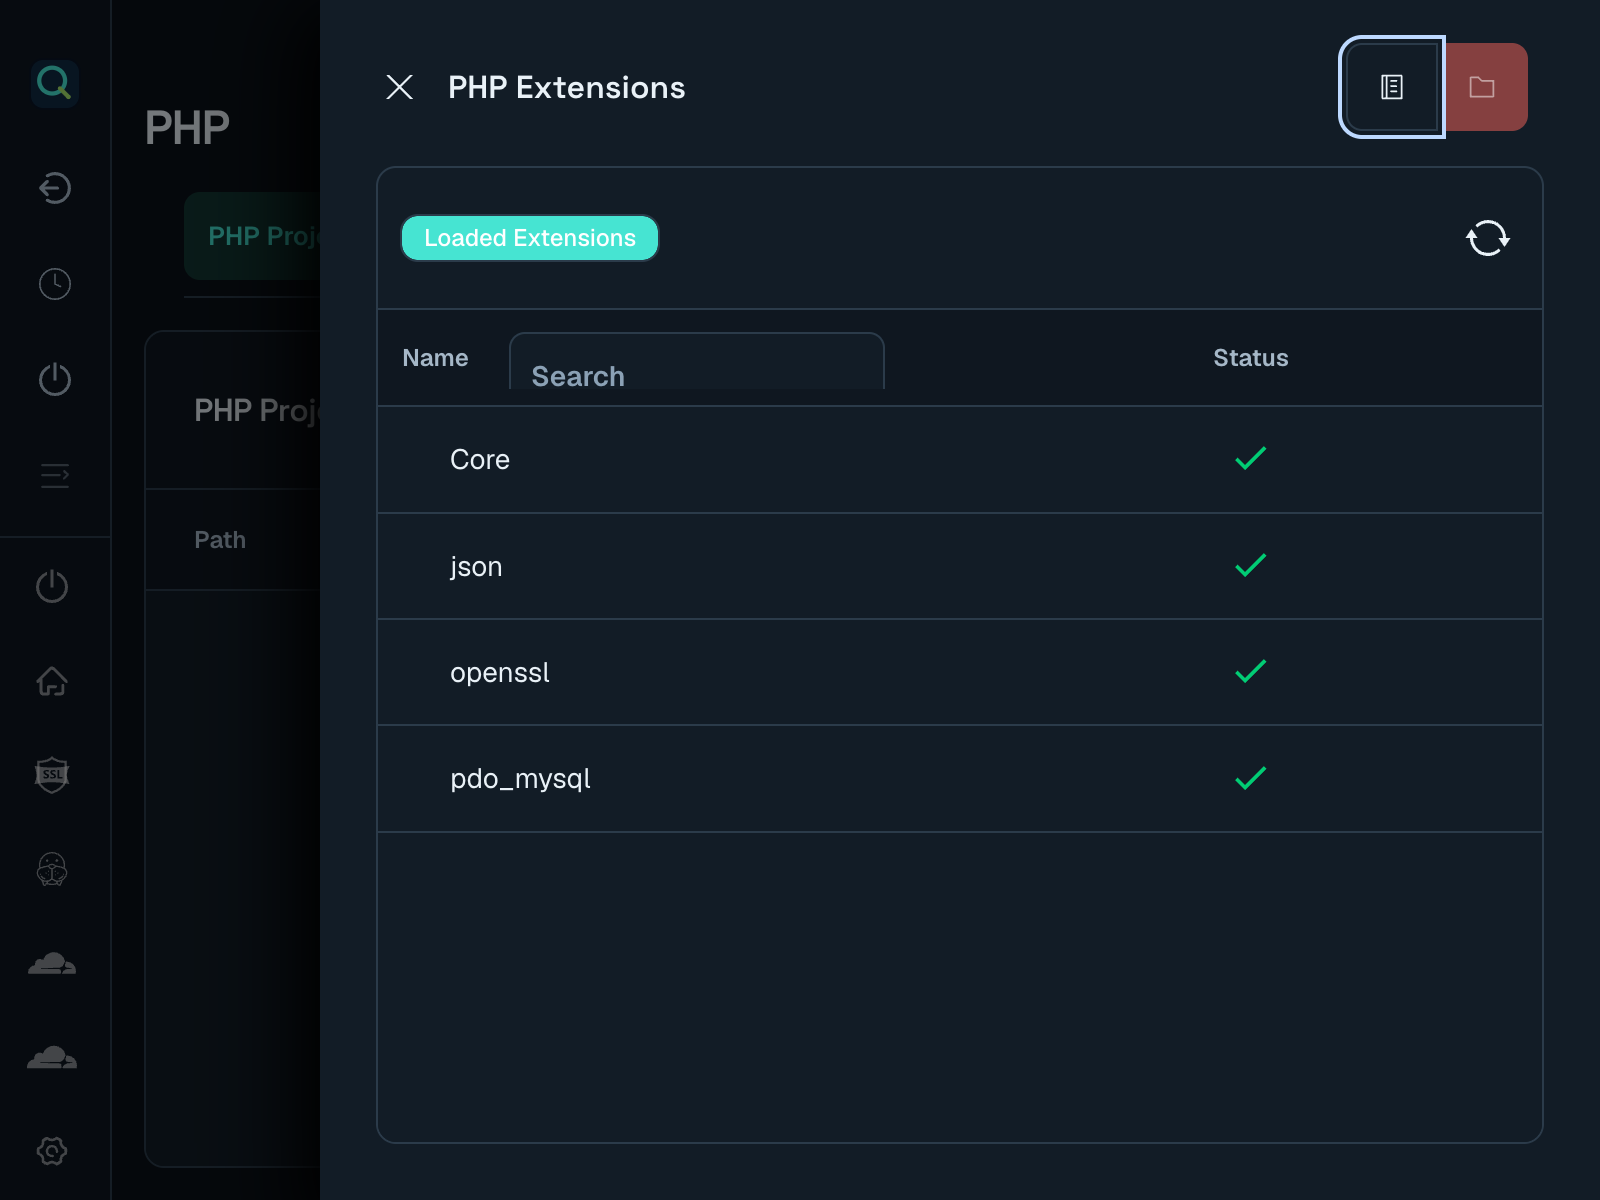 PHP
PHP Proj
PHP Proj
Path
SSL
PHP Extensions
Loaded Extensions
Name
Search
Status
Core
json
openssl
pdo_mysql